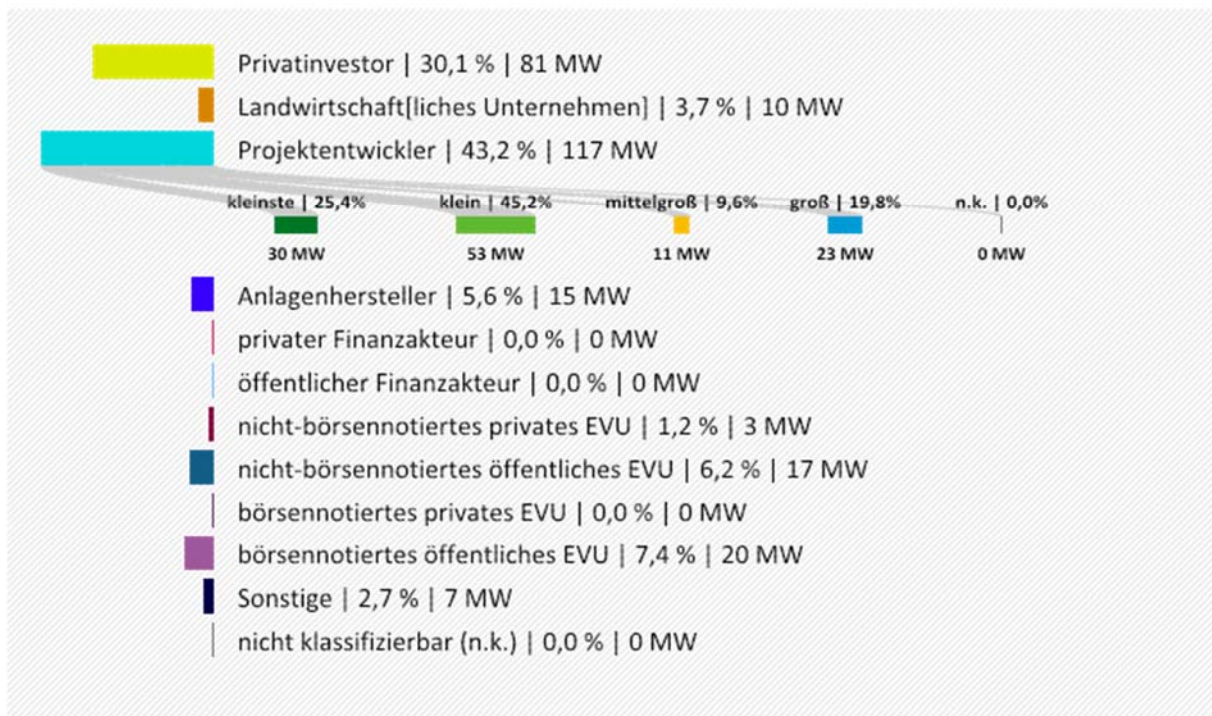 Privatinvestor | 30,1 % | 81 MW
Landwirtschaft[liches Unternehmen] | 3,7 % | 10 MW
Projektentwickler | 43,2 % | 117 MW
kleinste | 25,4% klein | 45,2% mittelgroß | 9,6% groß | 19,8% n.k. | 0,0%
30 MW 53 MW 11 MW 23 MW 0 MW
Anlagenhersteller | 5,6 % | 15 MW
privater Finanzakteur | 0,0 % | 0 MW
öffentlicher Finanzakteur | 0,0 % | 0 MW
nicht-börsennotiertes privates EVU | 1,2 % | 3 MW
nicht-börsennotiertes öffentliches EVU | 6,2 % | 17 MW
börsennotiertes privates EVU | 0,0 % | 0 MW
börsennotiertes öffentliches EVU | 7,4 % | 20 MW
Sonstige | 2,7 % | 7 MW
nicht klassifizierbar (n.k.) | 0,0 % | 0 MW